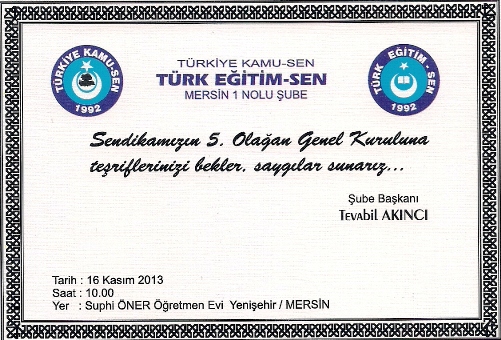 TÜRKİYE KAMU-SEN
1992
TÜRKİYE KAMU-SEN
TÜRK EĞİTİM-SEN
MERSİN 1 NOLU ŞUBE
TÜRK EĞİTİM - SEN
1992
Sendikamızın 5. Olağan Genel Kuruluna
teşriflerinizi bekler, saygılar sunarız...
Şube Başkanı
Tevabil AKINCI
Tarih : 16 Kasım 2013
Saat : 10.00
Yer : Suphi ÖNER Öğretmen Evi Yenişehir / MERSİN